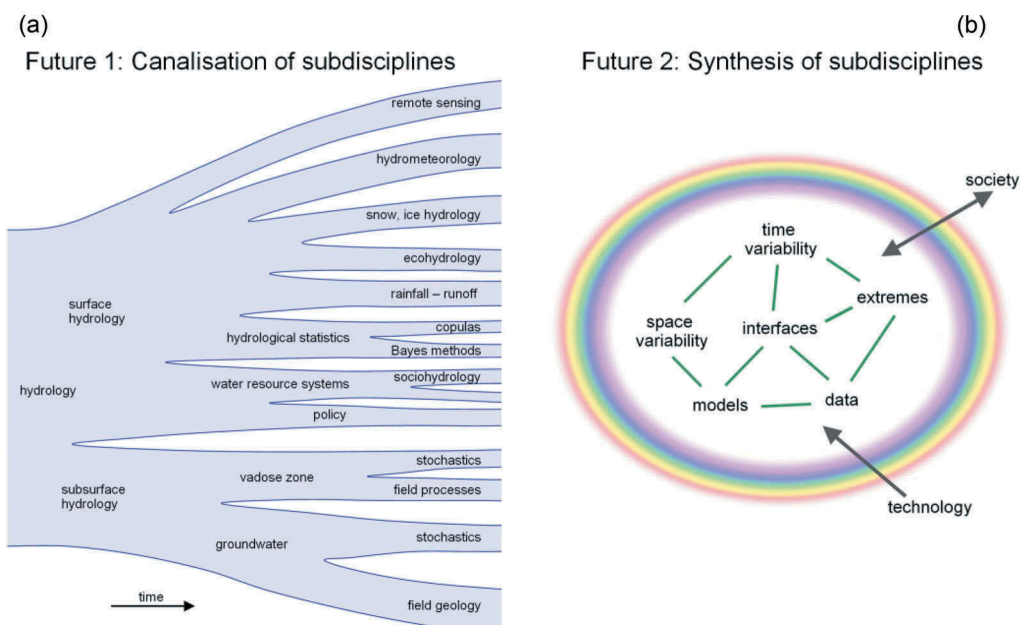 (a)
Future 1: Canalisation of subdisciplines
remote sensing
hydrometeorology
snow, ice hydrology
ecohydrology
rainfall – runoff
surface
hydrology
hydrological statistics
copulas
Bayes methods
hydrology
water resource systems
sociohydrology
policy
stochastics
vadose zone
field processes
subsurface
hydrology
stochastics
groundwater
field geology
time
(b)
Future 2: Synthesis of subdisciplines
society
time
variability
extremes
space
variability
interfaces
models
data
technology